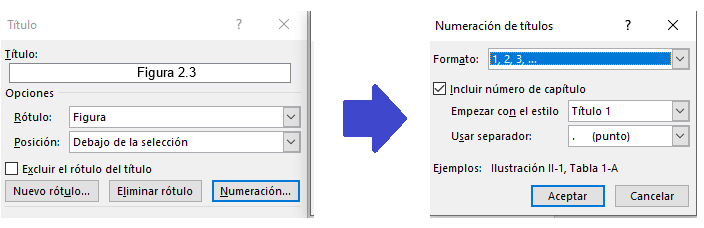 Título ?
Título:
Figura 2.3
Opciones
Rótulo: Figura
Posición: Debajo de la selección
Excluir el rótulo del título
Nuevo rótulo... Eliminar rótulo Numeración...
Numeración de títulos ?
Formato: 1, 2, 3, ...
Incluir número de capítulo
Empezar con el estilo Título 1
Usar separador: . (punto)
Ejemplos: Ilustración II-1, Tabla 1-A
Aceptar Cancelar